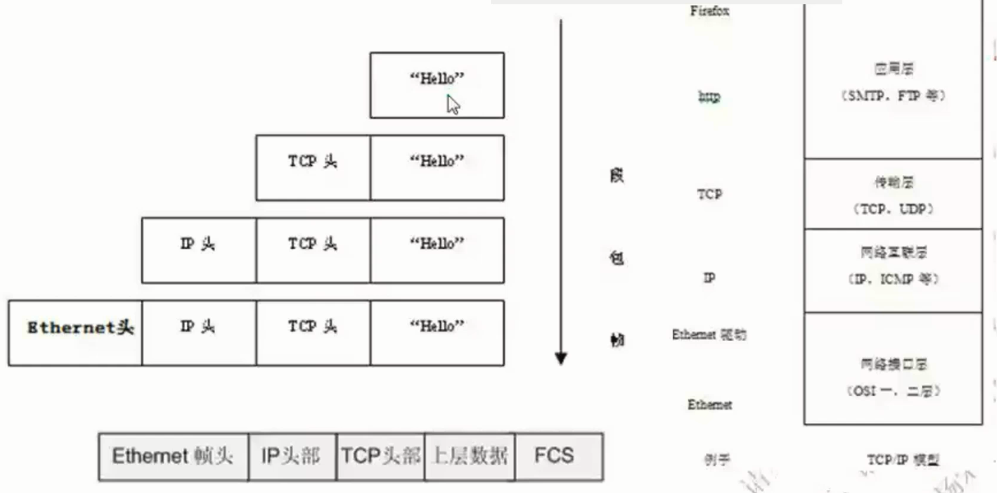 “Hello”
TCP 头 “Hello”
IP 头 TCP 头 “Hello”
Ethernet头 IP 头 TCP 头 “Hello”
段
包
帧
Firefox
http
TCP
IP
Ethernet 驱动
Ethernet
例子
应用层
（SMTP、FTP 等）
传输层
（TCP、UDP）
网络互联层
（IP、ICMP 等）
网络接口层
（OSI 一、二层）
TCP/IP 模型
Ethernet 帧头 IP头部 TCP头部 上层数据 FCS